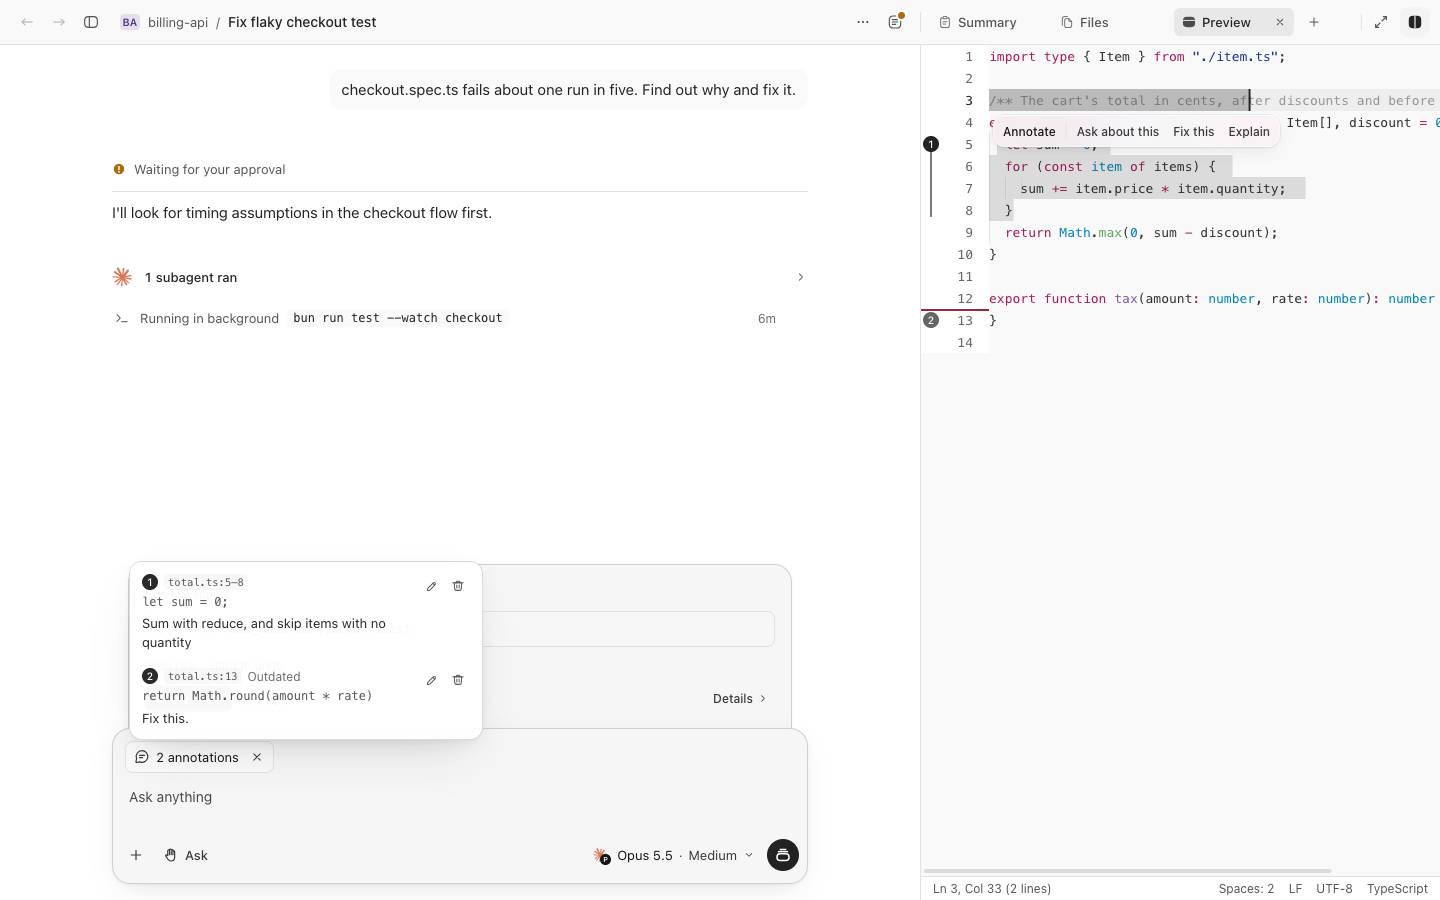 BA billing-api / Fix flaky checkout test
Summary
Files
Preview
checkout.spec.ts fails about one run in five. Find out why and fix it.
Waiting for your approval
I'll look for timing assumptions in the checkout flow first.
1 subagent ran
Running in background bun run test --watch checkout 6m
1 total.ts:5–8
let sum = 0;
Sum with reduce, and skip items with no
quantity
2 total.ts:13 Outdated
return Math.round(amount * rate)
Fix this.
Details
2 annotations
Ask anything
Ask
P Opus 5.5 · Medium
1 import type { Item } from "./item.ts";
2
3 /** The cart's total in cents, after discounts and before
4 Item[], discount = 0
Annotate Ask about this Fix this Explain
1 5 let sum = 0;
6 for (const item of items) {
7 sum += item.price * item.quantity;
8 }
9 return Math.max(0, sum − discount);
10 }
11
12 export function tax(amount: number, rate: number): number
2 13 }
14
Ln 3, Col 33 (2 lines) Spaces: 2 LF UTF-8 TypeScript